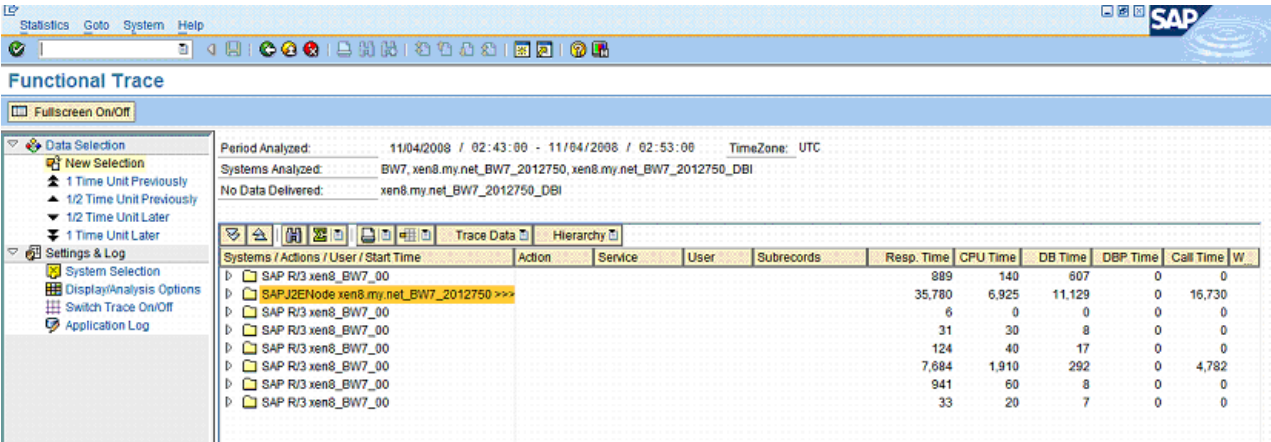 Statistics Goto System Help
SAP
Functional Trace
Fullscreen On/Off
Data Selection
New Selection
1 Time Unit Previously
1/2 Time Unit Previously
1/2 Time Unit Later
1 Time Unit Later
Settings & Log
System Selection
Display/Analysis Options
Switch Trace On/Off
Application Log
Period Analyzed: 11/04/2008 / 02:43:00 - 11/04/2008 / 02:53:00 TimeZone: UTC
Systems Analyzed: BW7, xen8.my.net_BW7_2012750, xen8.my.net_BW7_2012750_DBI
No Data Delivered: xen8.my.net_BW7_2012750_DBI
Trace Data Hierarchy
Systems / Actions / User / Start Time Action Service User Subrecords Resp. Time CPU Time DB Time DBP Time Call Time W
SAP R/3 xen8_BW7_00 889 140 607 0 0
SAPJ2ENode xen8.my.net_BW7_2012750 >>> 35,780 6,925 11,129 0 16,730
SAP R/3 xen8_BW7_00 6 0 0 0 0
SAP R/3 xen8_BW7_00 31 30 8 0 0
SAP R/3 xen8_BW7_00 124 40 17 0 0
SAP R/3 xen8_BW7_00 7,684 1,910 292 0 4,782
SAP R/3 xen8_BW7_00 941 60 8 0 0
SAP R/3 xen8_BW7_00 33 20 7 0 0